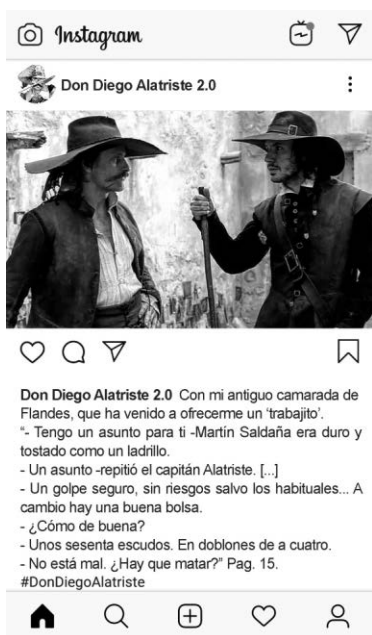 Instagram
Don Diego Alatriste 2.0
Don Diego Alatriste 2.0 Con mi antiguo camarada de
Flandes, que ha venido a ofrecerme un ‘trabajito’.
“- Tengo un asunto para ti -Martín Saldaña era duro y
tostado como un ladrillo.
- Un asunto -repitió el capitán Alatriste. [...]
- Un golpe seguro, sin riesgos salvo los habituales... A
cambio hay una buena bolsa.
- ¿Cómo de buena?
- Unos sesenta escudos. En doblones de a cuatro.
- No está mal. ¿Hay que matar?” Pag. 15.
#DonDiegoAlatriste